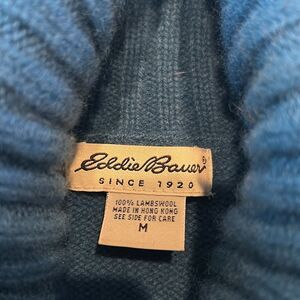 Eddie Bauer®
SINCE 1920
100% LAMBSWOOL
MADE IN HONG KONG
SEE SIDE FOR CARE
M